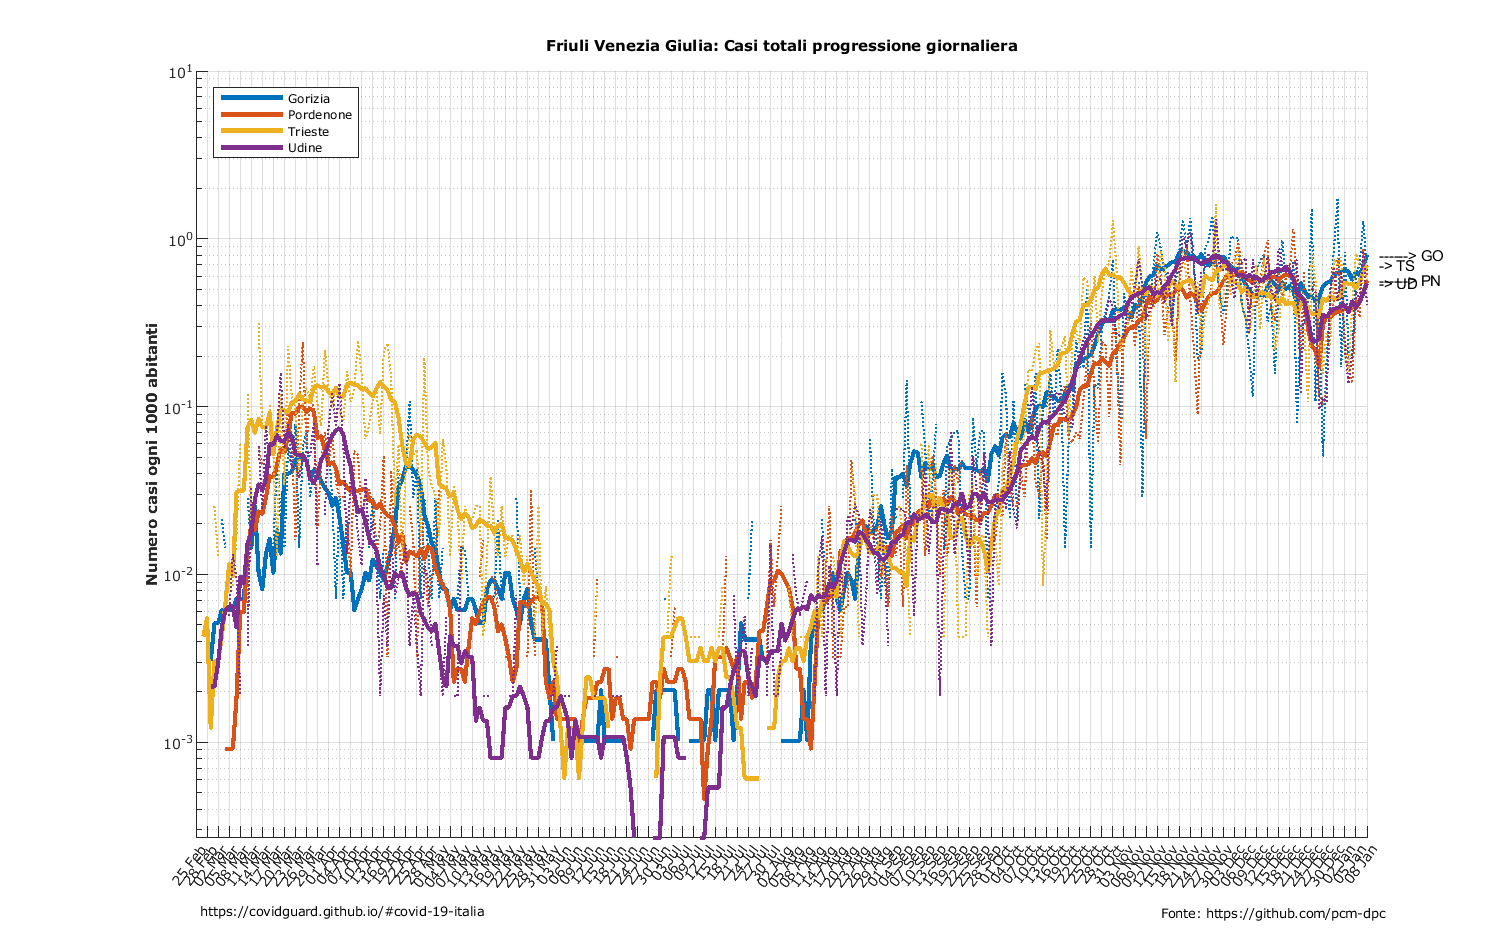 Friuli Venezia Giulia: Casi totali progressione giornaliera
10^1
10^0
10^-1
10^-2
10^-3
Numero casi ogni 1000 abitanti
Gorizia
Pordenone
Trieste
Udine
------> GO
-> TS
----> PN
-> UD
25 Feb
28 Feb
02 Mar
05 Mar
08 Mar
11 Mar
14 Mar
17 Mar
20 Mar
23 Mar
26 Mar
29 Mar
01 Apr
04 Apr
07 Apr
10 Apr
13 Apr
16 Apr
19 Apr
22 Apr
25 Apr
28 Apr
01 May
04 May
07 May
10 May
13 May
16 May
19 May
22 May
25 May
28 May
31 May
03 Jun
06 Jun
09 Jun
12 Jun
15 Jun
18 Jun
21 Jun
24 Jun
27 Jun
30 Jun
03 Jul
06 Jul
09 Jul
12 Jul
15 Jul
18 Jul
21 Jul
24 Jul
27 Jul
30 Jul
02 Aug
05 Aug
08 Aug
11 Aug
14 Aug
17 Aug
20 Aug
23 Aug
26 Aug
29 Aug
01 Sep
04 Sep
07 Sep
10 Sep
13 Sep
16 Sep
19 Sep
22 Sep
25 Sep
28 Sep
01 Oct
04 Oct
07 Oct
10 Oct
13 Oct
16 Oct
19 Oct
22 Oct
25 Oct
28 Oct
31 Oct
03 Nov
06 Nov
09 Nov
12 Nov
15 Nov
18 Nov
21 Nov
24 Nov
27 Nov
30 Nov
03 Dec
06 Dec
09 Dec
12 Dec
15 Dec
18 Dec
21 Dec
24 Dec
27 Dec
30 Dec
02 Jan
05 Jan
08 Jan
https://covidguard.github.io/#covid-19-italia
Fonte: https://github.com/pcm-dpc